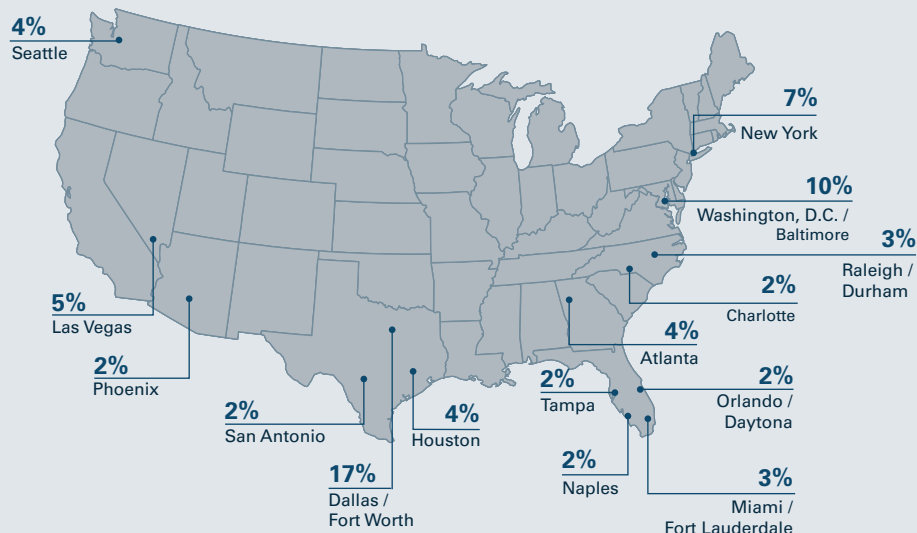 4%
Seattle
7%
New York
10%
Washington, D.C. /
Baltimore
3%
Raleigh /
Durham
2%
Charlotte
5%
Las Vegas
4%
Atlanta
2%
Phoenix
2%
Tampa
2%
Orlando /
Daytona
2%
San Antonio
4%
Houston
2%
Naples
17%
Dallas /
Fort Worth
3%
Miami /
Fort Lauderdale